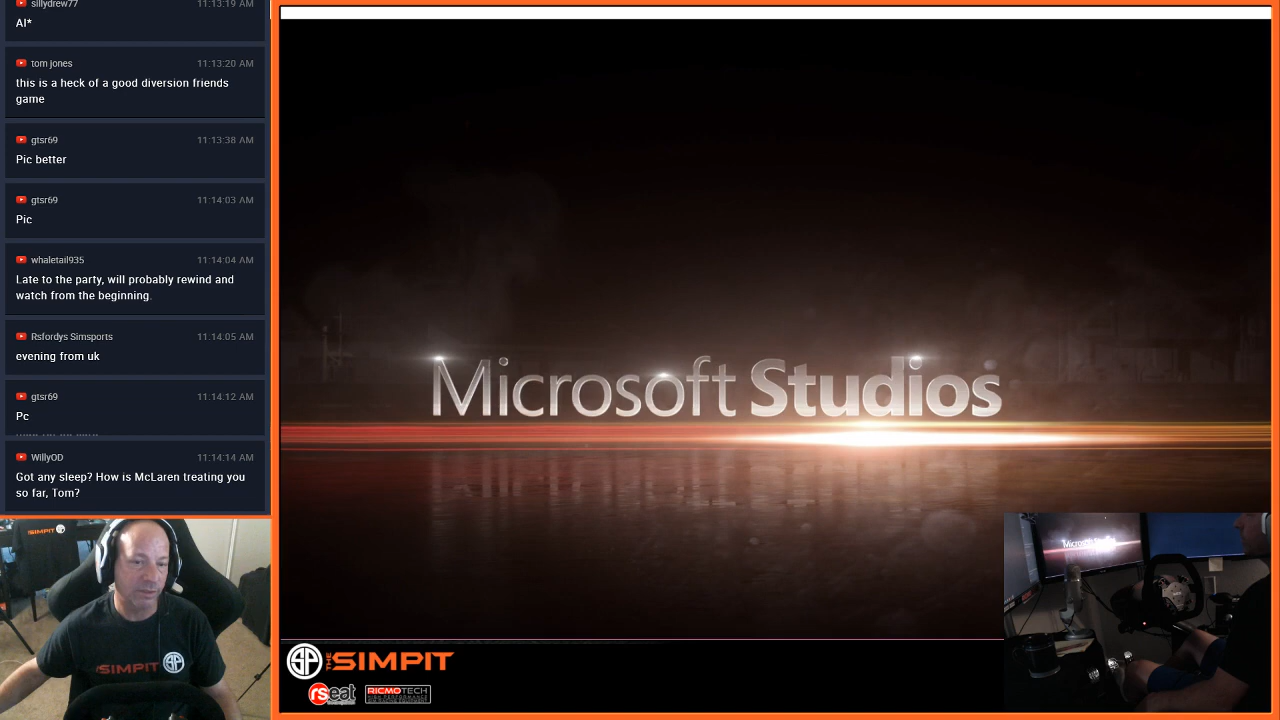 sillydrew77 11:13:19 AM
AI*
tom jones 11:13:20 AM
this is a heck of a good diversion friends
game
gtsr69 11:13:38 AM
Pic better
gtsr69 11:14:03 AM
Pic
whaletail935 11:14:04 AM
Late to the party, will probably rewind and
watch from the beginning.
Rsfordys Simsports 11:14:05 AM
evening from uk
gtsr69 11:14:12 AM
Pc
WillyOD 11:14:14 AM
Got any sleep? How is McLaren treating you
so far, Tom?
Microsoft Studios
SIMPIT
SIMPIT SP
Microsoft Studios
SP THE SIMPIT
rseat
RICMOTECH